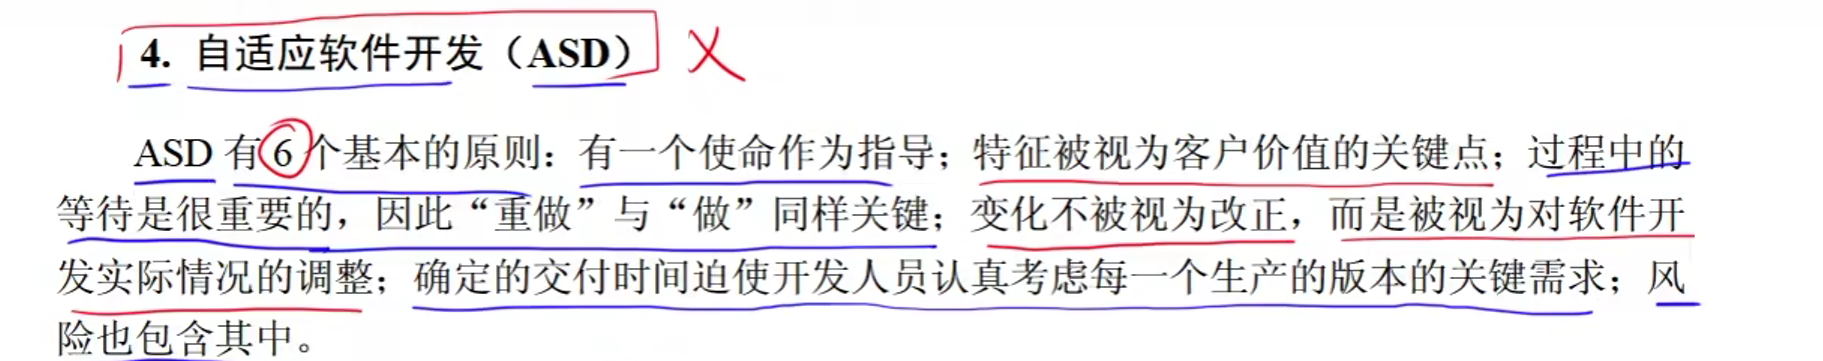 4. 自适应软件开发（ASD）
ASD 有 6 个基本的原则：有一个使命作为指导；特征被视为客户价值的关键点；过程中的
等待是很重要的，因此“重做”与“做”同样关键；变化不被视为改正，而是被视为对软件开
发实际情况的调整；确定的交付时间迫使开发人员认真考虑每一个生产的版本的关键需求；风
险也包含其中。